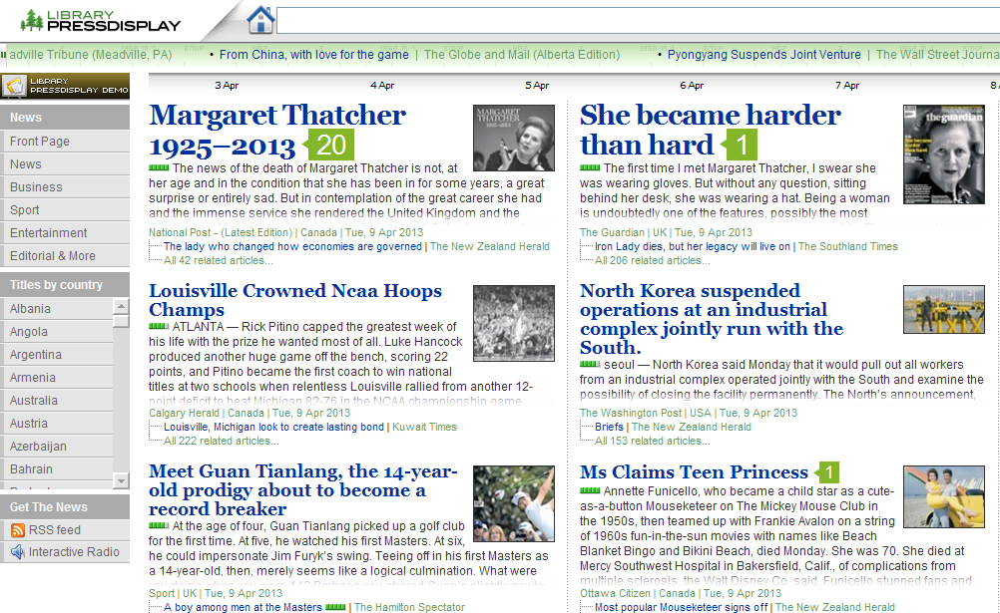 LIBRARY
PRESSDISPLAY
adville Tribune (Meadville, PA)
• From China, with love for the game | The Globe and Mail (Alberta Edition)
• Pyongyang Suspends Joint Venture | The Wall Street Journa
LIBRARY
PRESSDISPLAY DEMO
3 Apr
4 Apr
5 Apr
6 Apr
7 Apr
8
News
Front Page
News
Business
Sport
Entertainment
Editorial & More
Titles by country
Albania
Angola
Argentina
Armenia
Australia
Austria
Azerbaijan
Bahrain
Get The News
RSS feed
Interactive Radio
Margaret Thatcher
1925–2013 20
MARGARET
THATCHER
The news of the death of Margaret Thatcher is not, at
her age and in the condition that she has been in for some years, a great
surprise or entirely sad. But in contemplation of the great career she had
and the immense service she rendered the United Kingdom and the
National Post - (Latest Edition) | Canada | Tue, 9 Apr 2013
The lady who changed how economies are governed | The New Zealand Herald
All 42 related articles...
Louisville Crowned Ncaa Hoops
Champs
ATLANTA — Rick Pitino capped the greatest week of
his life with the prize he wanted most of all. Luke Hancock
produced another huge game off the bench, scoring 22
points, and Pitino became the first coach to win national
titles at two schools when relentless Louisville rallied from another 12-
point deficit to beat Michigan 82-76 in the NCAA championship game
Calgary Herald | Canada | Tue, 9 Apr 2013
Louisville, Michigan look to create lasting bond | Kuwait Times
All 222 related articles...
Meet Guan Tianlang, the 14-year-
old prodigy about to become a
record breaker
At the age of four, Guan Tianlang picked up a golf club
for the first time. At five, he watched his first Masters. At six,
he could impersonate Jim Furyk's swing. Teeing off in his first Masters as
a 14-year-old, then, merely seems like a logical culmination. What were
Sport | UK | Tue, 9 Apr 2013
A boy among men at the Masters | The Hamilton Spectator
She became harder
than hard 1
theguardian
The first time I met Margaret Thatcher, I swear she
was wearing gloves. But without any question, sitting
behind her desk, she was wearing a hat. Being a woman
is undoubtedly one of the features, possibly the most
The Guardian | UK | Tue, 9 Apr 2013
Iron Lady dies, but her legacy will live on | The Southland Times
All 206 related articles...
North Korea suspended
operations at an industrial
complex jointly run with the
South.
seoul — North Korea said Monday that it would pull out all workers
from an industrial complex operated jointly with the South and examine the
possibility of closing the facility permanently. The North's announcement,
The Washington Post | USA | Tue, 9 Apr 2013
Briefs | The New Zealand Herald
All 153 related articles...
Ms Claims Teen Princess 1
Annette Funicello, who became a child star as a cute-
as-a-button Mouseketeer on The Mickey Mouse Club in
the 1950s, then teamed up with Frankie Avalon on a string
of 1960s fun-in-the-sun movies with names like Beach
Blanket Bingo and Bikini Beach, died Monday. She was 70. She died at
Mercy Southwest Hospital in Bakersfield, Calif., of complications from
multiple sclerosis, the Walt Disney Co. said. Funicello stunned fans and
Ottawa Citizen | Canada | Tue, 9 Apr 2013
Most popular Mouseketeer signs off | The New Zealand Herald